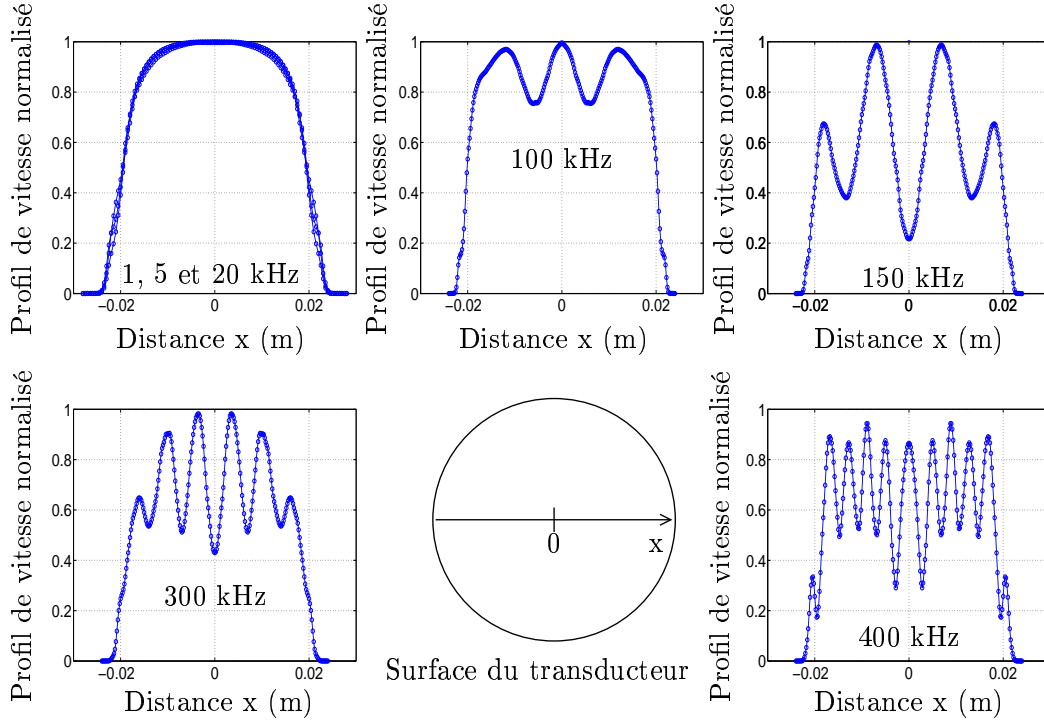 Profil de vitesse normalisé
1
0.8
0.6
0.4
0.2
0
−0.02
0
0.02
1, 5 et 20 kHz
Distance x (m)
Profil de vitesse normalisé
1
0.8
0.6
0.4
0.2
0
−0.02
0
0.02
100 kHz
Distance x (m)
Profil de vitesse normalisé
1
0.8
0.6
0.4
0.2
0
−0.02
0
0.02
150 kHz
Distance x (m)
Profil de vitesse normalisé
1
0.8
0.6
0.4
0.2
0
−0.02
0
0.02
300 kHz
Distance x (m)
0
x
Surface du transducteur
Profil de vitesse normalisé
1
0.8
0.6
0.4
0.2
0
−0.02
0
0.02
400 kHz
Distance x (m)